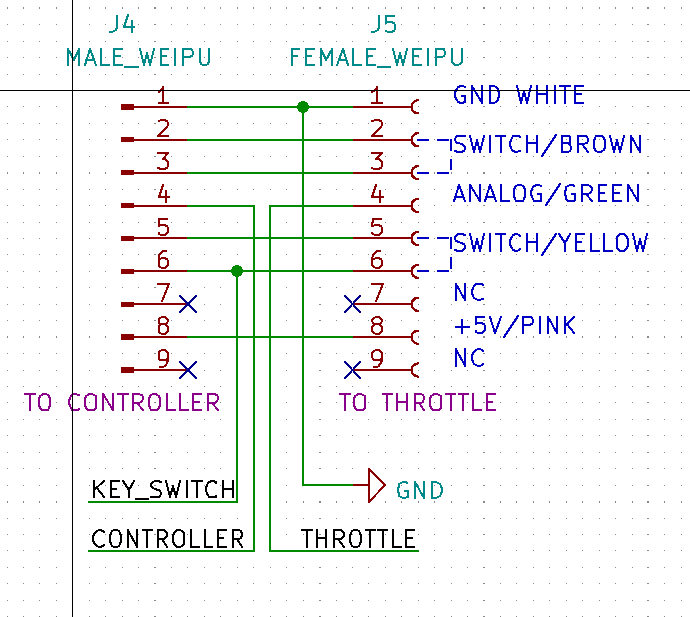 J4 J5
MALE_WEIPU FEMALE_WEIPU
1 1 GND WHITE
2 2 SWITCH/BROWN
3 3
4 4 ANALOG/GREEN
5 5 SWITCH/YELLOW
6 6
7 7 NC
8 8 +5V/PINK
9 9 NC
TO CONTROLLER TO THROTTLE
KEY_SWITCH GND
CONTROLLER THROTTLE